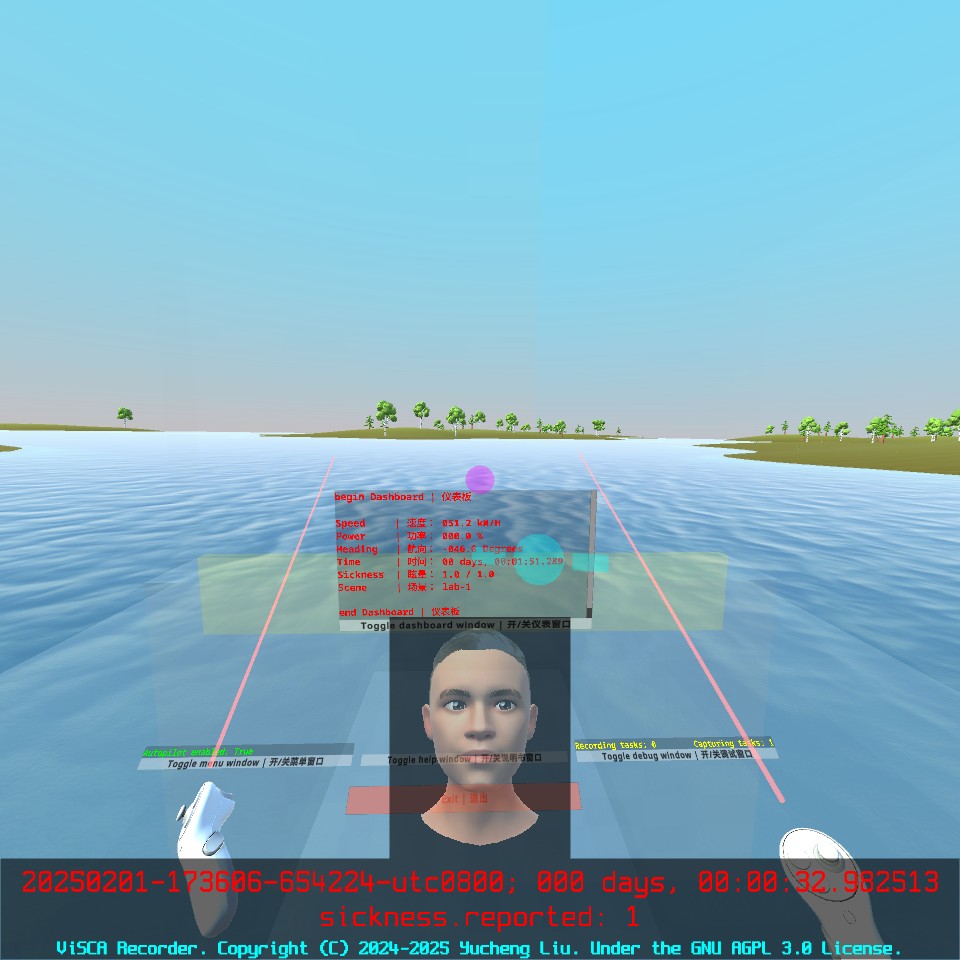 begin Dashboard | 仪表板
Speed | 速度: 051.2 kM/H
Power | 功率: 000.0 %
Heading | 航向: -046.6 Degrees
Time | 时间: 00 days, 00:01:51.289
Sickness | 眩晕: 1.0 / 1.0
Scene | 场景: lab-1
end Dashboard | 仪表板
Toggle dashboard window | 开/关仪表窗口
Autopilot enabled: True
Recording tasks: 0 Capturing tasks: 1
Toggle menu window | 开/关菜单窗口
Toggle help window | 开/关说明书窗口
Toggle debug window | 开/关调试窗口
exit | 退出
20250201-173606-654224-utc0800; 000 days, 00:00:32.982513
sickness.reported: 1
ViSCA Recorder. Copyright (C) 2024-2025 Yucheng Liu. Under the GNU AGPL 3.0 License.